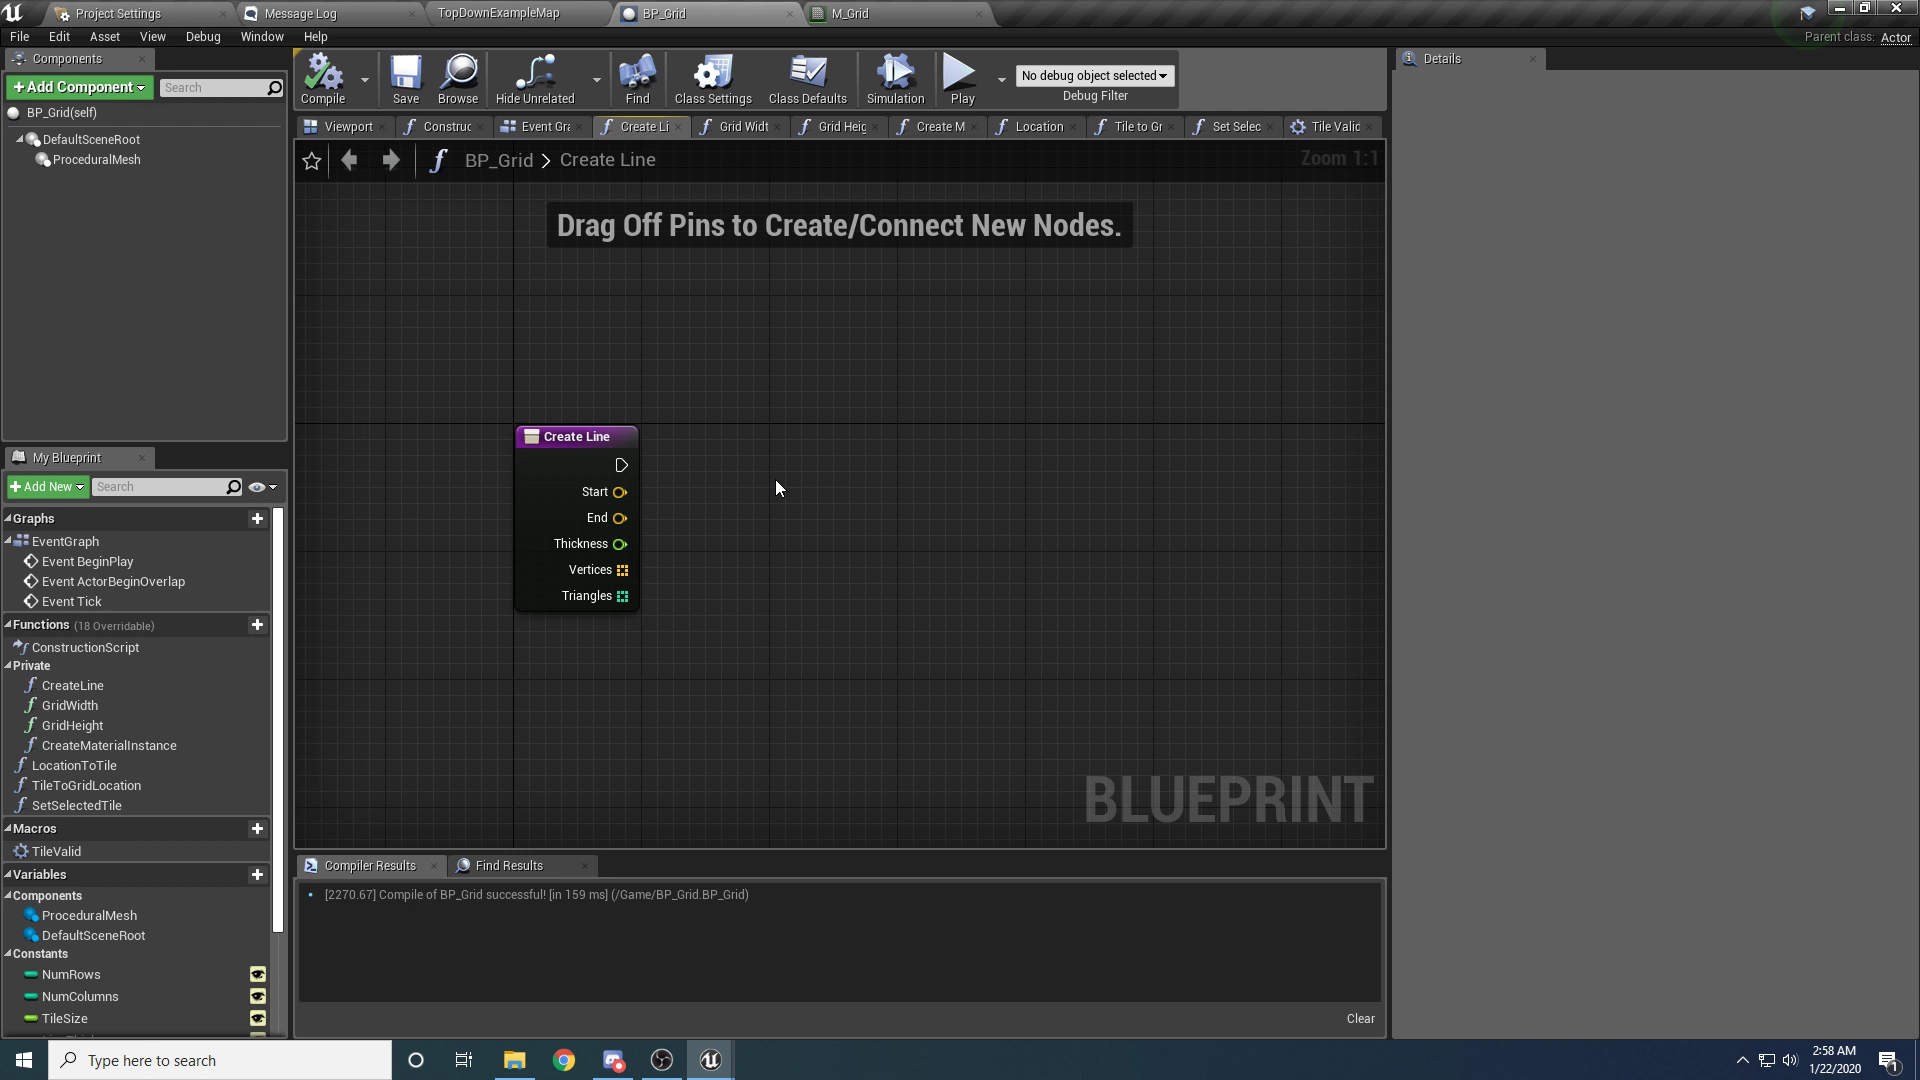 Project Settings
Message Log
TopDownExampleMap
BP_Grid
M_Grid
File Edit Asset View Debug Window Help
Parent class: Actor
Components
+Add Component
Search
BP_Grid(self)
DefaultSceneRoot
ProceduralMesh
Compile
Save
Browse
Hide Unrelated
Find
Class Settings
Class Defaults
Simulation
Play
No debug object selected
Debug Filter
Details
Viewport
Construc
Event Gra
Create Li
Grid Widt
Grid Heig
Create M
Location
Tile to Gr
Set Selec
Tile Valid
BP_Grid > Create Line
Zoom 1:1
Drag Off Pins to Create/Connect New Nodes.
Create Line
Start
End
Thickness
Vertices
Triangles
BLUEPRINT
My Blueprint
+Add New
Search
Graphs
EventGraph
Event BeginPlay
Event ActorBeginOverlap
Event Tick
Functions (18 Overridable)
ConstructionScript
Private
CreateLine
GridWidth
GridHeight
CreateMaterialInstance
LocationToTile
TileToGridLocation
SetSelectedTile
Macros
TileValid
Variables
Components
ProceduralMesh
DefaultSceneRoot
Constants
NumRows
NumColumns
TileSize
Compiler Results
Find Results
[2270.67] Compile of BP_Grid successful! [in 159 ms] (/Game/BP_Grid.BP_Grid)
Clear
Type here to search
2:58 AM
1/22/2020
1